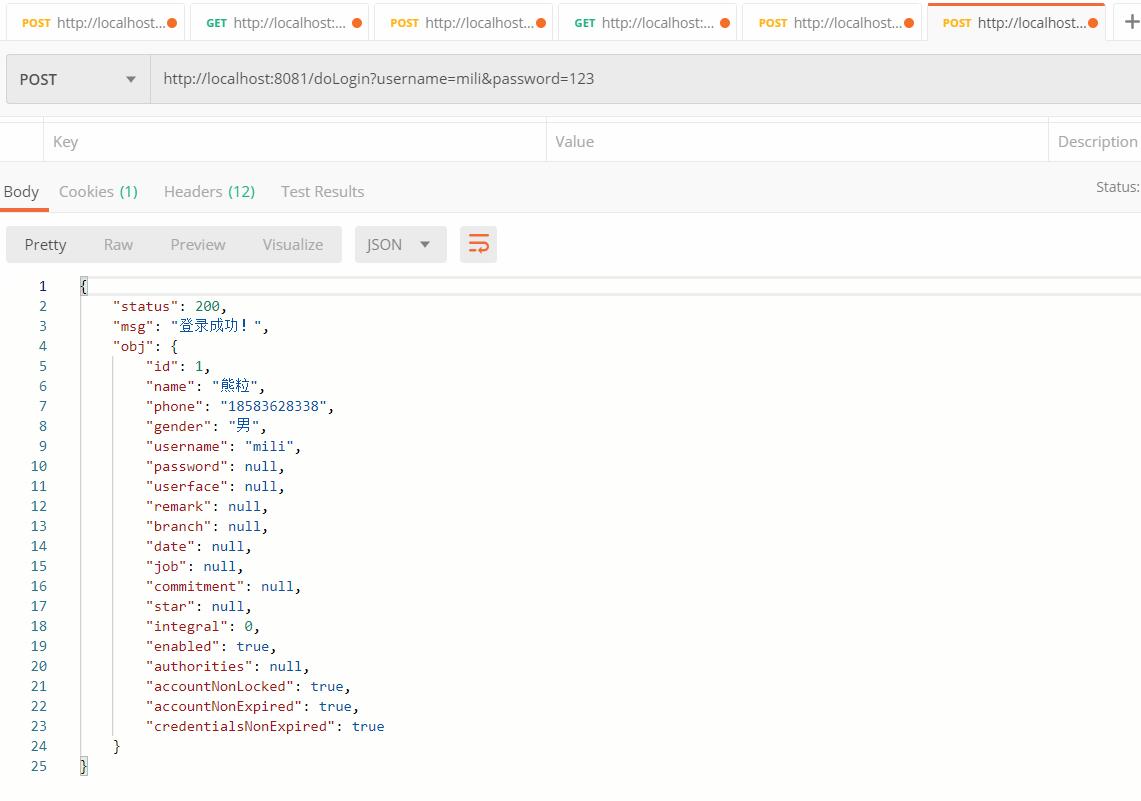 POST http://localhost... GET http://localhost:... POST http://localhost... GET http://localhost:... POST http://localhost... POST http://localhost... +
POST http://localhost:8081/doLogin?username=mili&password=123
Key Value Description
Body Cookies (1) Headers (12) Test Results Status:
Pretty Raw Preview Visualize JSON
1 {
2 "status": 200,
3 "msg": "登录成功！",
4 "obj": {
5 "id": 1,
6 "name": "熊粒",
7 "phone": "18583628338",
8 "gender": "男",
9 "username": "mili",
10 "password": null,
11 "userface": null,
12 "remark": null,
13 "branch": null,
14 "date": null,
15 "job": null,
16 "commitment": null,
17 "star": null,
18 "integral": 0,
19 "enabled": true,
20 "authorities": null,
21 "accountNonLocked": true,
22 "accountNonExpired": true,
23 "credentialsNonExpired": true
24 }
25 }